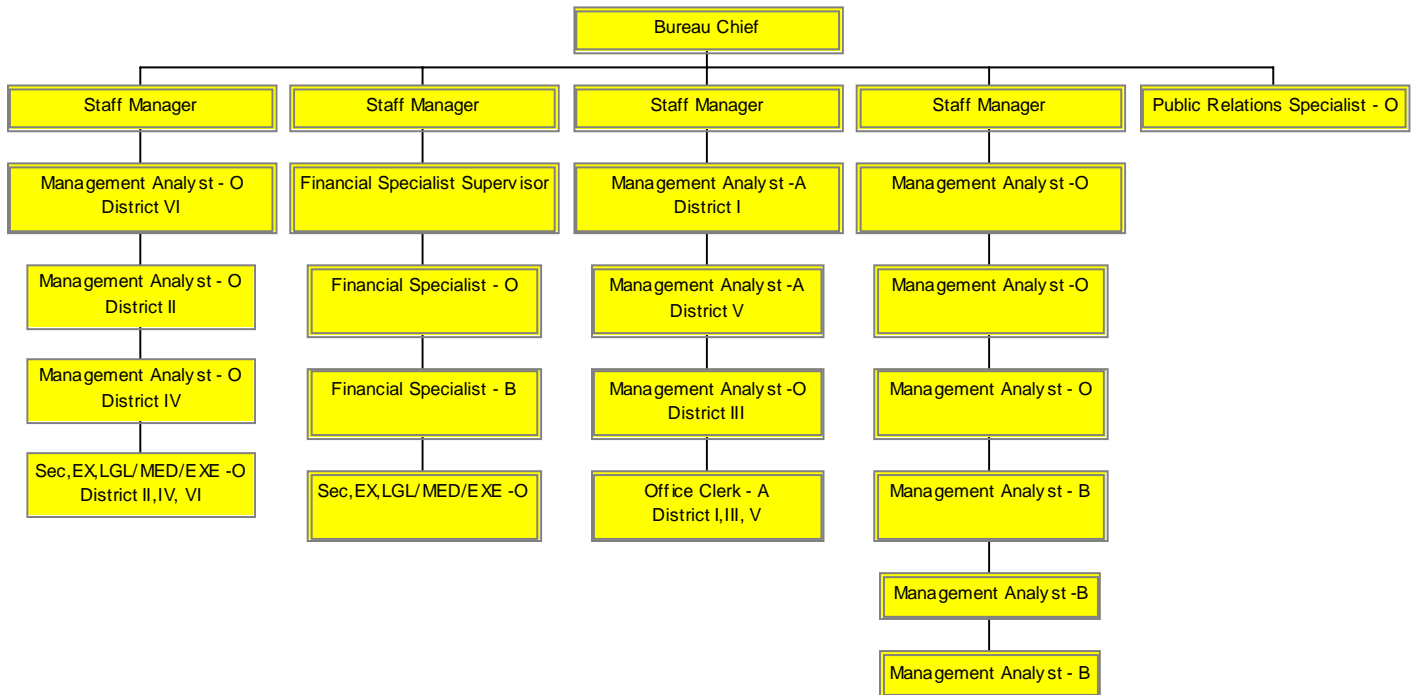 Bureau Chief
Staff Manager
Staff Manager
Staff Manager
Staff Manager
Public Relations Specialist - O
Management Analyst - O
District VI
Financial Specialist Supervisor
Management Analyst -A
District I
Management Analyst -O
Management Analyst - O
District II
Financial Specialist - O
Management Analyst -A
District V
Management Analyst -O
Management Analyst - O
District IV
Financial Specialist - B
Management Analyst -O
District III
Management Analyst - O
Sec,EX,LGL/MED/EXE -O
District II,IV, VI
Sec,EX,LGL/MED/EXE -O
Office Clerk - A
District I,III, V
Management Analyst - B
Management Analyst -B
Management Analyst - B